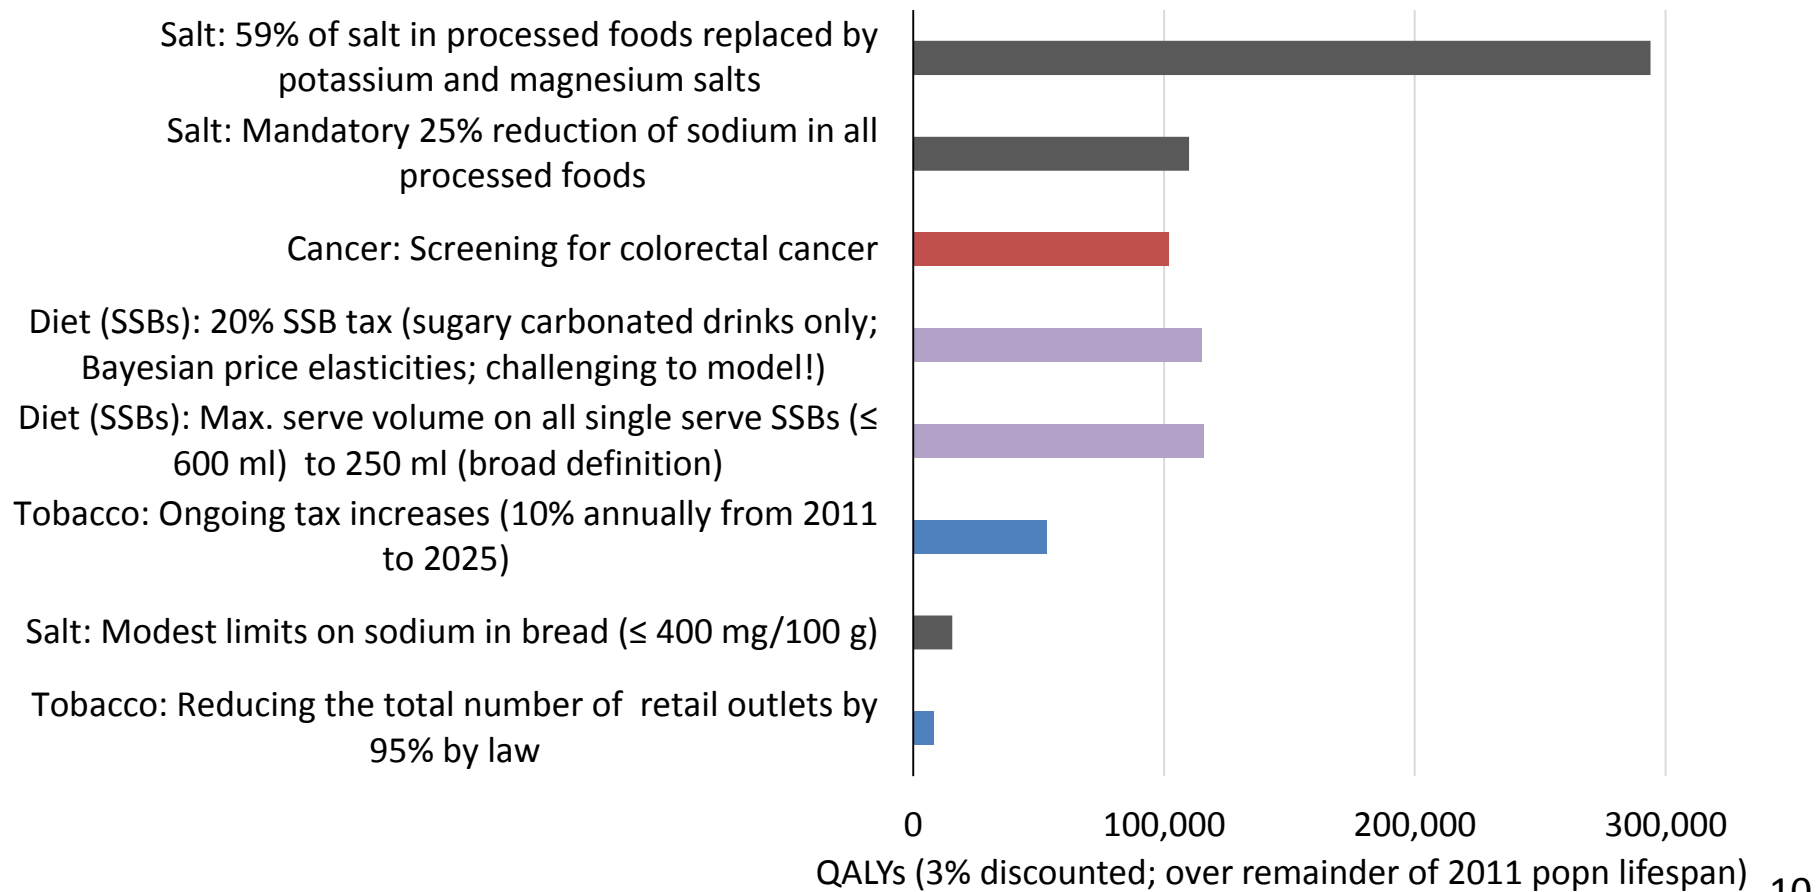 Salt: 59% of salt in processed foods replaced by
potassium and magnesium salts
Salt: Mandatory 25% reduction of sodium in all
processed foods
Cancer: Screening for colorectal cancer
Diet (SSBs): 20% SSB tax (sugary carbonated drinks only;
Bayesian price elasticities; challenging to model!)
Diet (SSBs): Max. serve volume on all single serve SSBs (≤
600 ml)  to 250 ml (broad definition)
Tobacco: Ongoing tax increases (10% annually from 2011
to 2025)
Salt: Modest limits on sodium in bread (≤ 400 mg/100 g)
Tobacco: Reducing the total number of  retail outlets by
95% by law
0 100,000 200,000 300,000
QALYs (3% discounted; over remainder of 2011 popn lifespan)